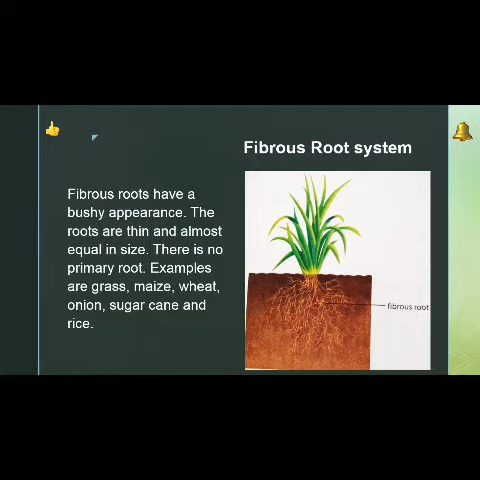 Fibrous Root system
Fibrous roots have a
bushy appearance. The
roots are thin and almost
equal in size. There is no
primary root. Examples
are grass, maize, wheat,
onion, sugar cane and
rice.
fibrous root